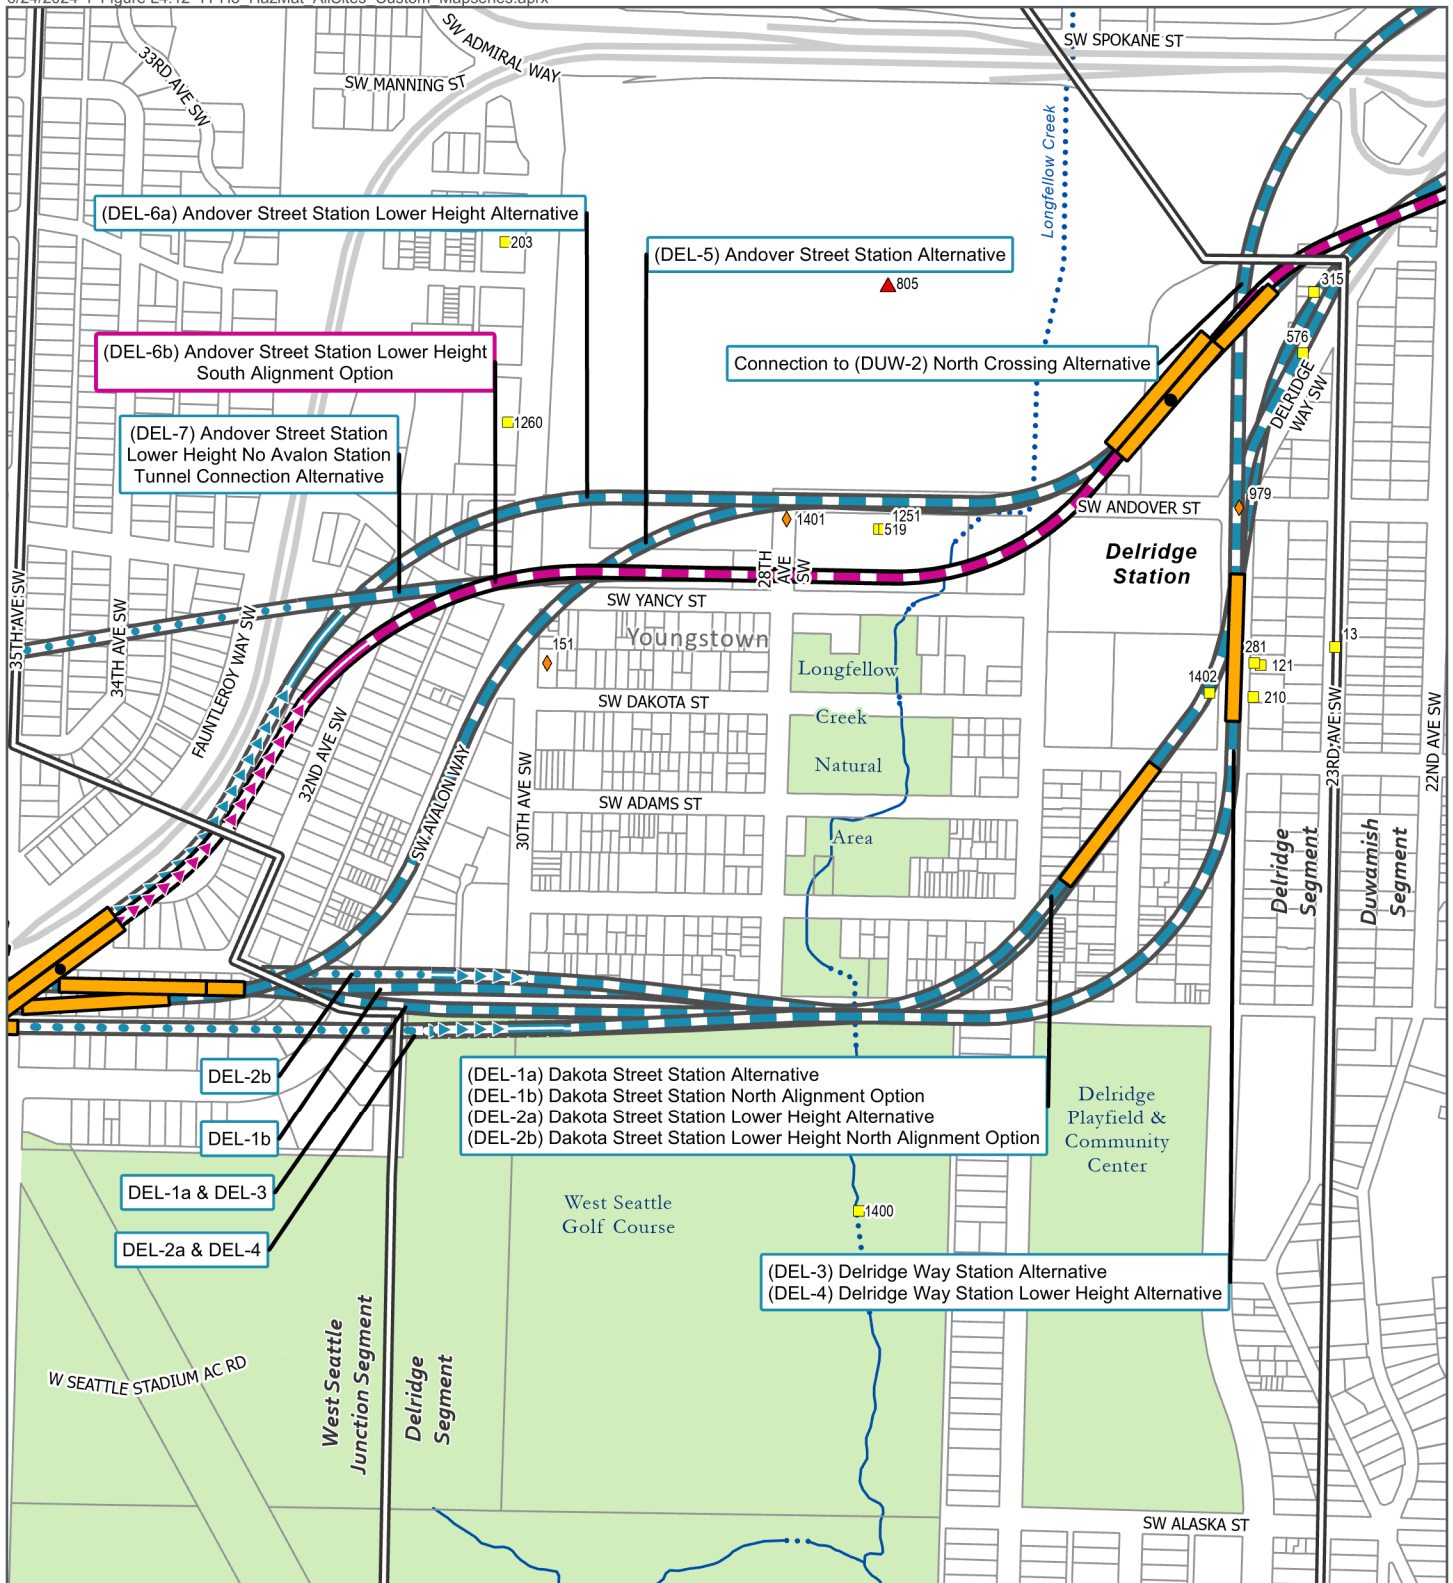 SW SPOKANE ST
SW ADMIRAL WAY
33RD AVE SW
SW MANNING ST
Longfellow Creek
(DEL-6a) Andover Street Station Lower Height Alternative
203
(DEL-5) Andover Street Station Alternative
805
315
576
DELRIDGE
WAY SW
(DEL-6b) Andover Street Station Lower Height
South Alignment Option
Connection to (DUW-2) North Crossing Alternative
1260
(DEL-7) Andover Street Station
Lower Height No Avalon Station
Tunnel Connection Alternative
979
SW ANDOVER ST
1401
1251
519
Delridge
Station
28TH
AVE
SW
SW YANCY ST
Youngstown
35TH AVE SW
34TH AVE SW
FAUNTLEROY WAY SW
151
Longfellow
Creek
Natural
Area
13
281
121
1402
210
SW DAKOTA ST
32ND AVE SW
SW AVALON WAY
30TH AVE SW
SW ADAMS ST
23RD AVE SW
22ND AVE SW
Delridge
Segment
Duwamish
Segment
DEL-2b
DEL-1b
DEL-1a & DEL-3
DEL-2a & DEL-4
(DEL-1a) Dakota Street Station Alternative
(DEL-1b) Dakota Street Station North Alignment Option
(DEL-2a) Dakota Street Station Lower Height Alternative
(DEL-2b) Dakota Street Station Lower Height North Alignment Option
Delridge
Playfield &
Community
Center
West Seattle
Golf Course
1400
(DEL-3) Delridge Way Station Alternative
(DEL-4) Delridge Way Station Lower Height Alternative
West Seattle
Junction Segment
Delridge
Segment
W SEATTLE STADIUM AC RD
SW ALASKA ST